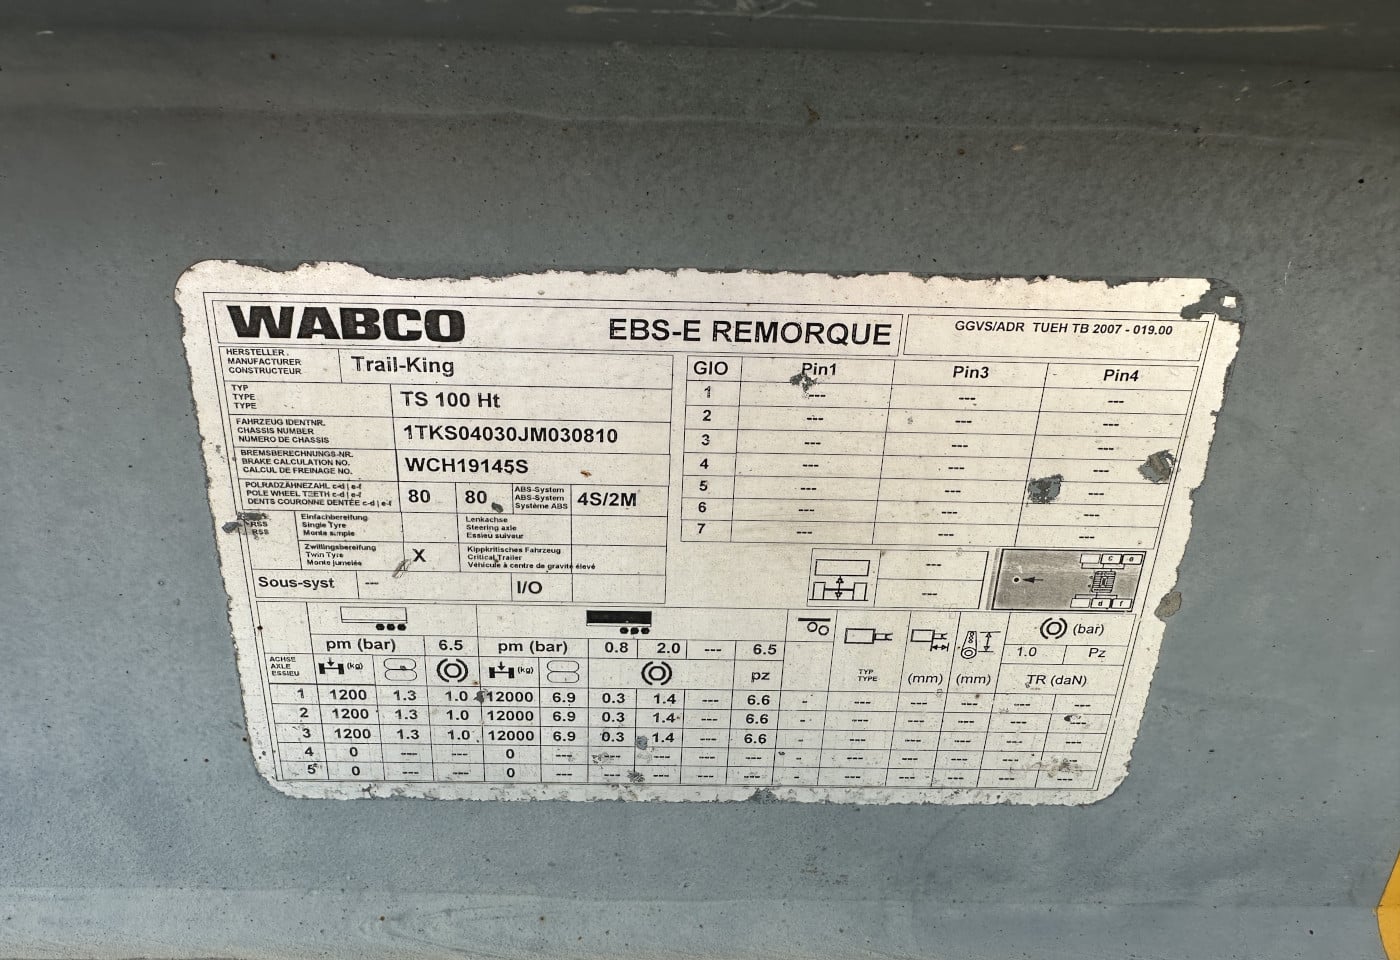 WABCO EBS-E REMORQUE GGVS/ADR TUEH TB 2007 - 019.00
HERSTELLER.
MANUFACTURER
CONSTRUCTEUR
Trail-King
TYP
TYPE
TYPE
TS 100 Ht
FAHRZEUG IDENTNR.
CHASSIS NUMBER
NUMERO DE CHASSIS
1TKS04030JM030810
BREMSBERECHNUNGS-NR.
BRAKE CALCULATION NO.
CALCUL DE FREINAGE NO.
WCH19145S
POLRADZÄHNEZAHL c-d | e-f
POLE WHEEL TEETH c-d | e-f
DENTS COURONNE DENTÉE c-d | e-f
80 80
ABS-System
ABS-System
Système ABS
4S/2M
RSS
RSS
Einfachbereifung
Single Tyre
Monte simple
Lenkachse
Steering axle
Essieu suiveur
Zwillingsbereifung
Twin Tyre
Monte jumelée
X
Kippkritisches Fahrzeug
Critical Trailer
Véhicule à centre de gravité élevé
Sous-syst --- I/O
GIO Pin1 Pin3 Pin4
1 --- --- ---
2 --- --- ---
3 --- --- ---
4 --- --- ---
5 --- --- ---
6 --- --- ---
7 --- --- ---
---
---
c e
d f
pm (bar) 6.5 pm (bar) 0.8 2.0 --- 6.5
(bar)
1.0 Pz
ACHSE
AXLE
ESSIEU
(kg) (kg) pz
TYP
TYPE
(mm) (mm) TR (daN)
1 1200 1.3 1.0 12000 6.9 0.3 1.4 --- 6.6 - --- --- --- --- ---
2 1200 1.3 1.0 12000 6.9 0.3 1.4 --- 6.6 - --- --- --- --- ---
3 1200 1.3 1.0 12000 6.9 0.3 1.4 --- 6.6 - --- --- --- --- ---
4 0 --- --- 0 --- --- --- --- --- - --- --- --- --- ---
5 0 --- --- 0 --- --- --- --- --- - --- --- --- --- ---